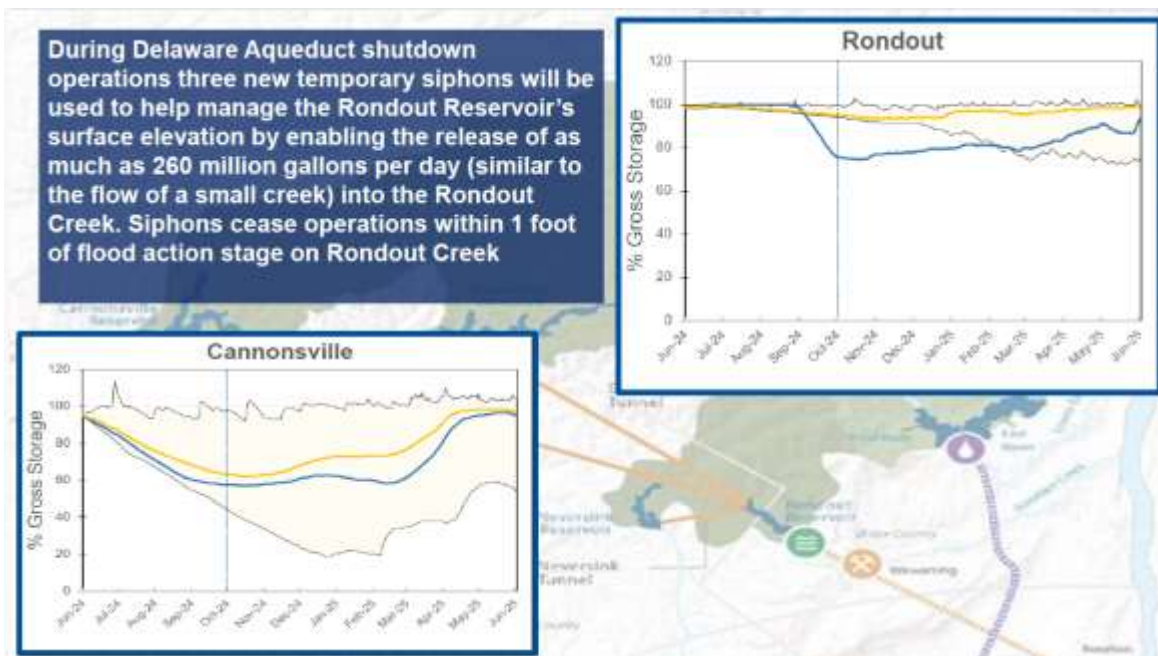 During Delaware Aqueduct shutdown
operations three new temporary siphons will be
used to help manage the Rondout Reservoir's
surface elevation by enabling the release of as
much as 260 million gallons per day (similar to
the flow of a small creek) into the Rondout
Creek. Siphons cease operations within 1 foot
of flood action stage on Rondout Creek
Rondout
% Gross Storage
120
100
80
60
40
20
0
Jun-24
Jul-24
Aug-24
Sep-24
Oct-24
Nov-24
Dec-24
Jan-25
Feb-25
Mar-25
Apr-25
May-25
Jun-25
Cannonsville
Reservoir
Cannonsville
% Gross Storage
120
100
80
60
40
20
0
Jun-24
Jul-24
Aug-24
Sep-24
Oct-24
Nov-24
Dec-24
Jan-25
Feb-25
Mar-25
Apr-25
May-25
Jun-25
Tunnel
Neversink
Reservoir
Neversink
Tunnel
Rondout
Reservoir
Ulster County
Wawarsing